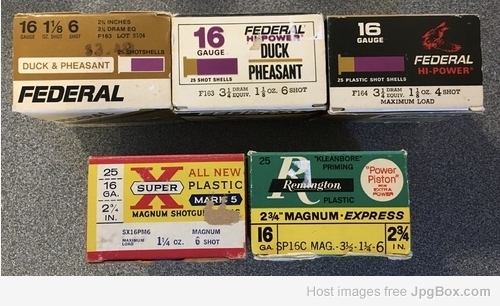 16 1⅛ 6
GAUGE OZ. SHOT SHOT
2¾ INCHES
3¼ DRAM EQ
F163 LOT
25 SHOTSHELLS
DUCK & PHEASANT
FEDERAL
16
GAUGE
FEDERAL
HI-POWER
DUCK
PHEASANT
25 SHOT SHELLS
F163 3¼ DRAM EQUIV. 1⅛ OZ. 6 SHOT
16
GAUGE
FEDERAL
HI-POWER
25 PLASTIC SHOT SHELLS
F164 3¼ DRAM EQUIV. 1⅛ OZ. 4 SHOT
MAXIMUM LOAD
25
16
GA.
2¾
IN.
SUPER X
ALL NEW
PLASTIC
MARK 5
MAGNUM SHOTGUN
SX16PM6
MAXIMUM LOAD 1¼ OZ. MAGNUM 6 SHOT
25
"KLEANBORE"
PRIMING
Remington
PLASTIC
"Power
Piston"
EXTRA
POWER
2¾" MAGNUM-EXPRESS
16
GA.
SP16C MAG.-3½-1¼-6
2¾
IN.
Host images free JpgBox.com